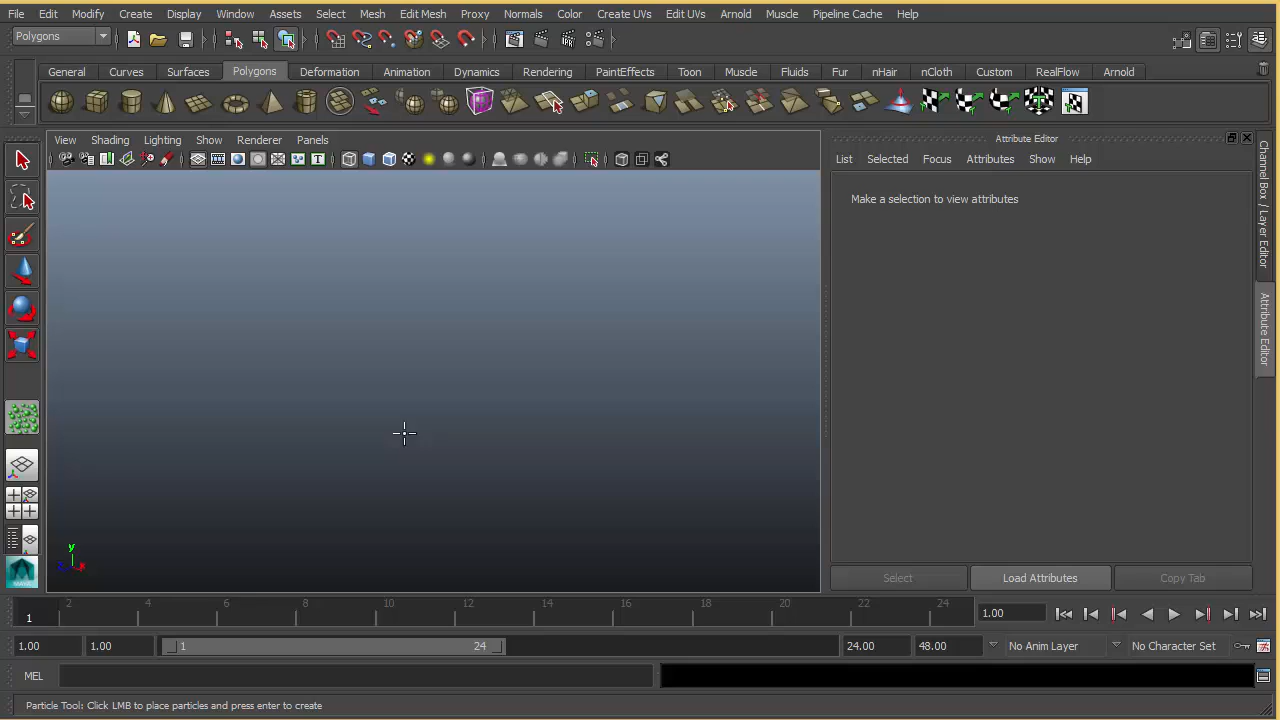 File Edit Modify Create Display Window Assets Select Mesh Edit Mesh Proxy Normals Color Create UVs Edit UVs Arnold Muscle Pipeline Cache Help
Polygons
General Curves Surfaces Polygons Deformation Animation Dynamics Rendering PaintEffects Toon Muscle Fluids Fur nHair nCloth Custom RealFlow Arnold
View Shading Lighting Show Renderer Panels
Attribute Editor
List Selected Focus Attributes Show Help
Make a selection to view attributes
Channel Box / Layer Editor
Attribute Editor
y
z x
Select Load Attributes Copy Tab
2 4 6 8 10 12 14 16 18 20 22 24
1
1.00
1.00 1.00 1 24 24.00 48.00 No Anim Layer No Character Set
MEL
Particle Tool: Click LMB to place particles and press enter to create